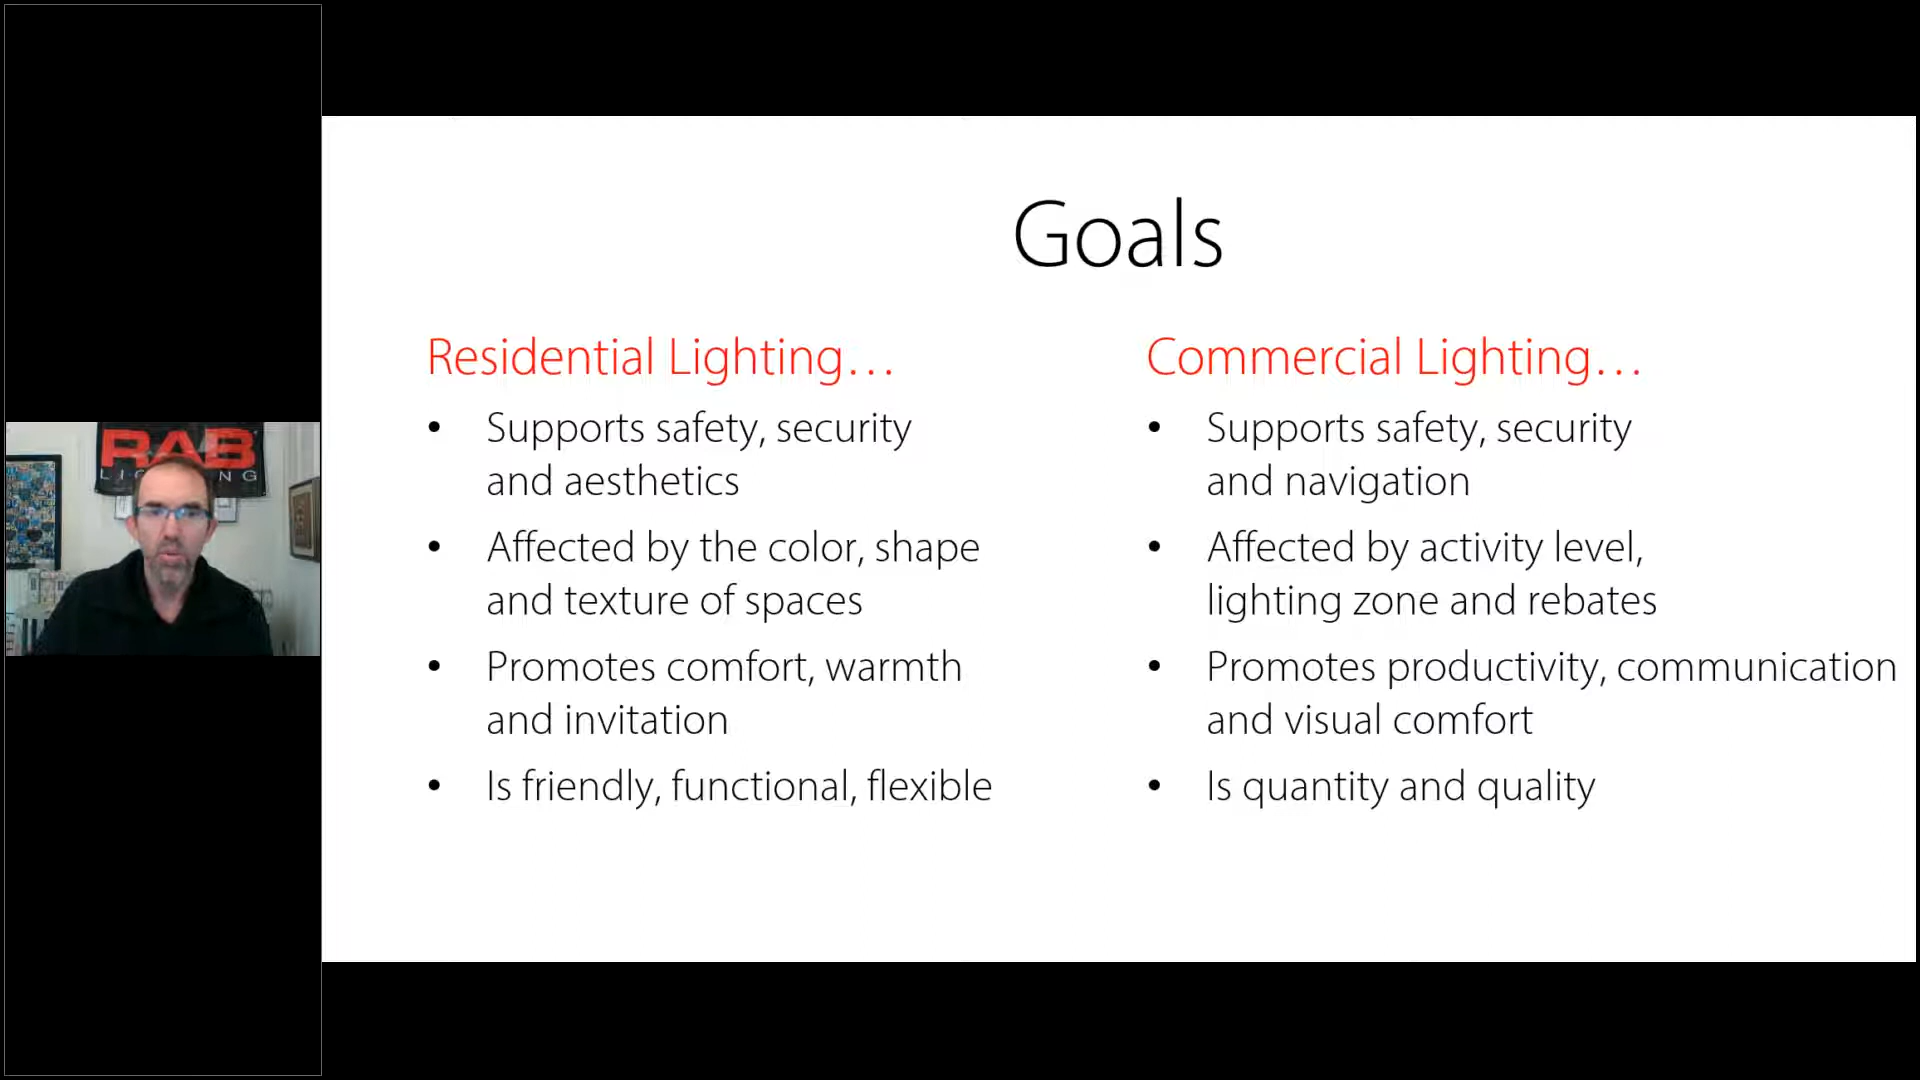 RAB
LIGHTING
Goals
Residential Lighting…
• Supports safety, security
and aesthetics
• Affected by the color, shape
and texture of spaces
• Promotes comfort, warmth
and invitation
• Is friendly, functional, flexible
Commercial Lighting…
• Supports safety, security
and navigation
• Affected by activity level,
lighting zone and rebates
• Promotes productivity, communication
and visual comfort
• Is quantity and quality